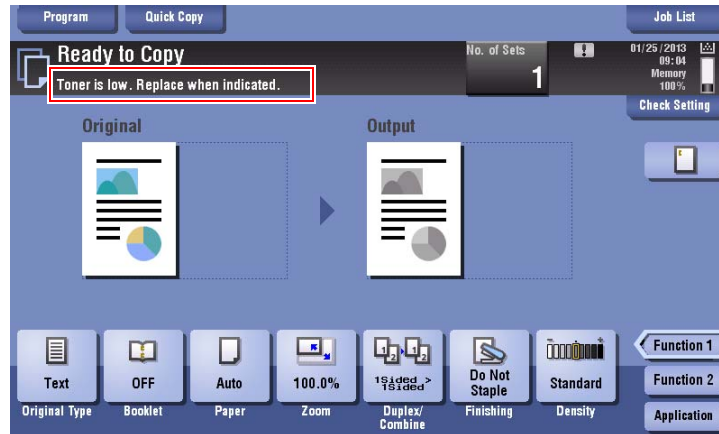 Program
Quick Copy
Job List
Ready to Copy
Toner is low. Replace when indicated.
No. of Sets
1
01/25/2013
09:04
Memory
100%
Check Setting
Original
Output
Text
OFF
Auto
100.0%
1Sided >
1Sided
Do Not
Staple
Standard
Original Type
Booklet
Paper
Zoom
Duplex/
Combine
Finishing
Density
Function 1
Function 2
Application